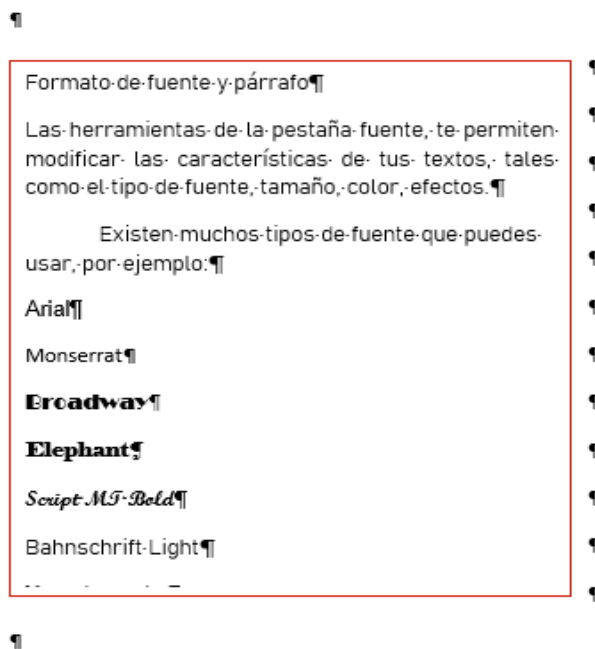 ¶
Formato·de·fuente·y·párrafo¶
Las·herramientas·de·la·pestaña·fuente,·te·permiten·
modificar·las·características·de·tus·textos,·tales·
como·el·tipo·de·fuente,·tamaño,·color,·efectos.¶
Existen·muchos·tipos·de·fuente·que·puedes·
usar,·por·ejemplo:¶
Arial¶
Monserrat¶
Broadway¶
Elephant¶
Script·MT·Bold¶
Bahnschrift·Light¶
¶